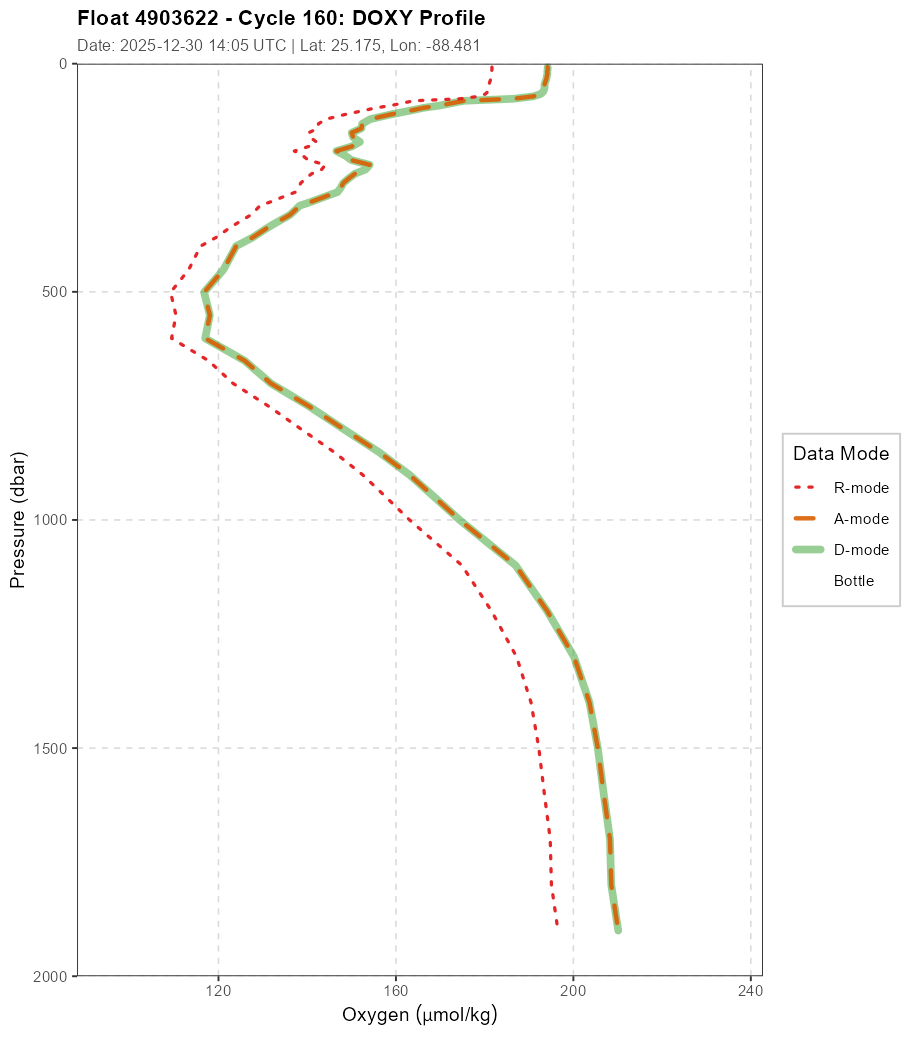 Float 4903622 - Cycle 160: DOXY Profile
Date: 2025-12-30 14:05 UTC | Lat: 25.175, Lon: -88.481
0
500
1000
1500
2000
Pressure (dbar)
120
160
200
240
Oxygen (μmol/kg)
Data Mode
R-mode
A-mode
D-mode
Bottle